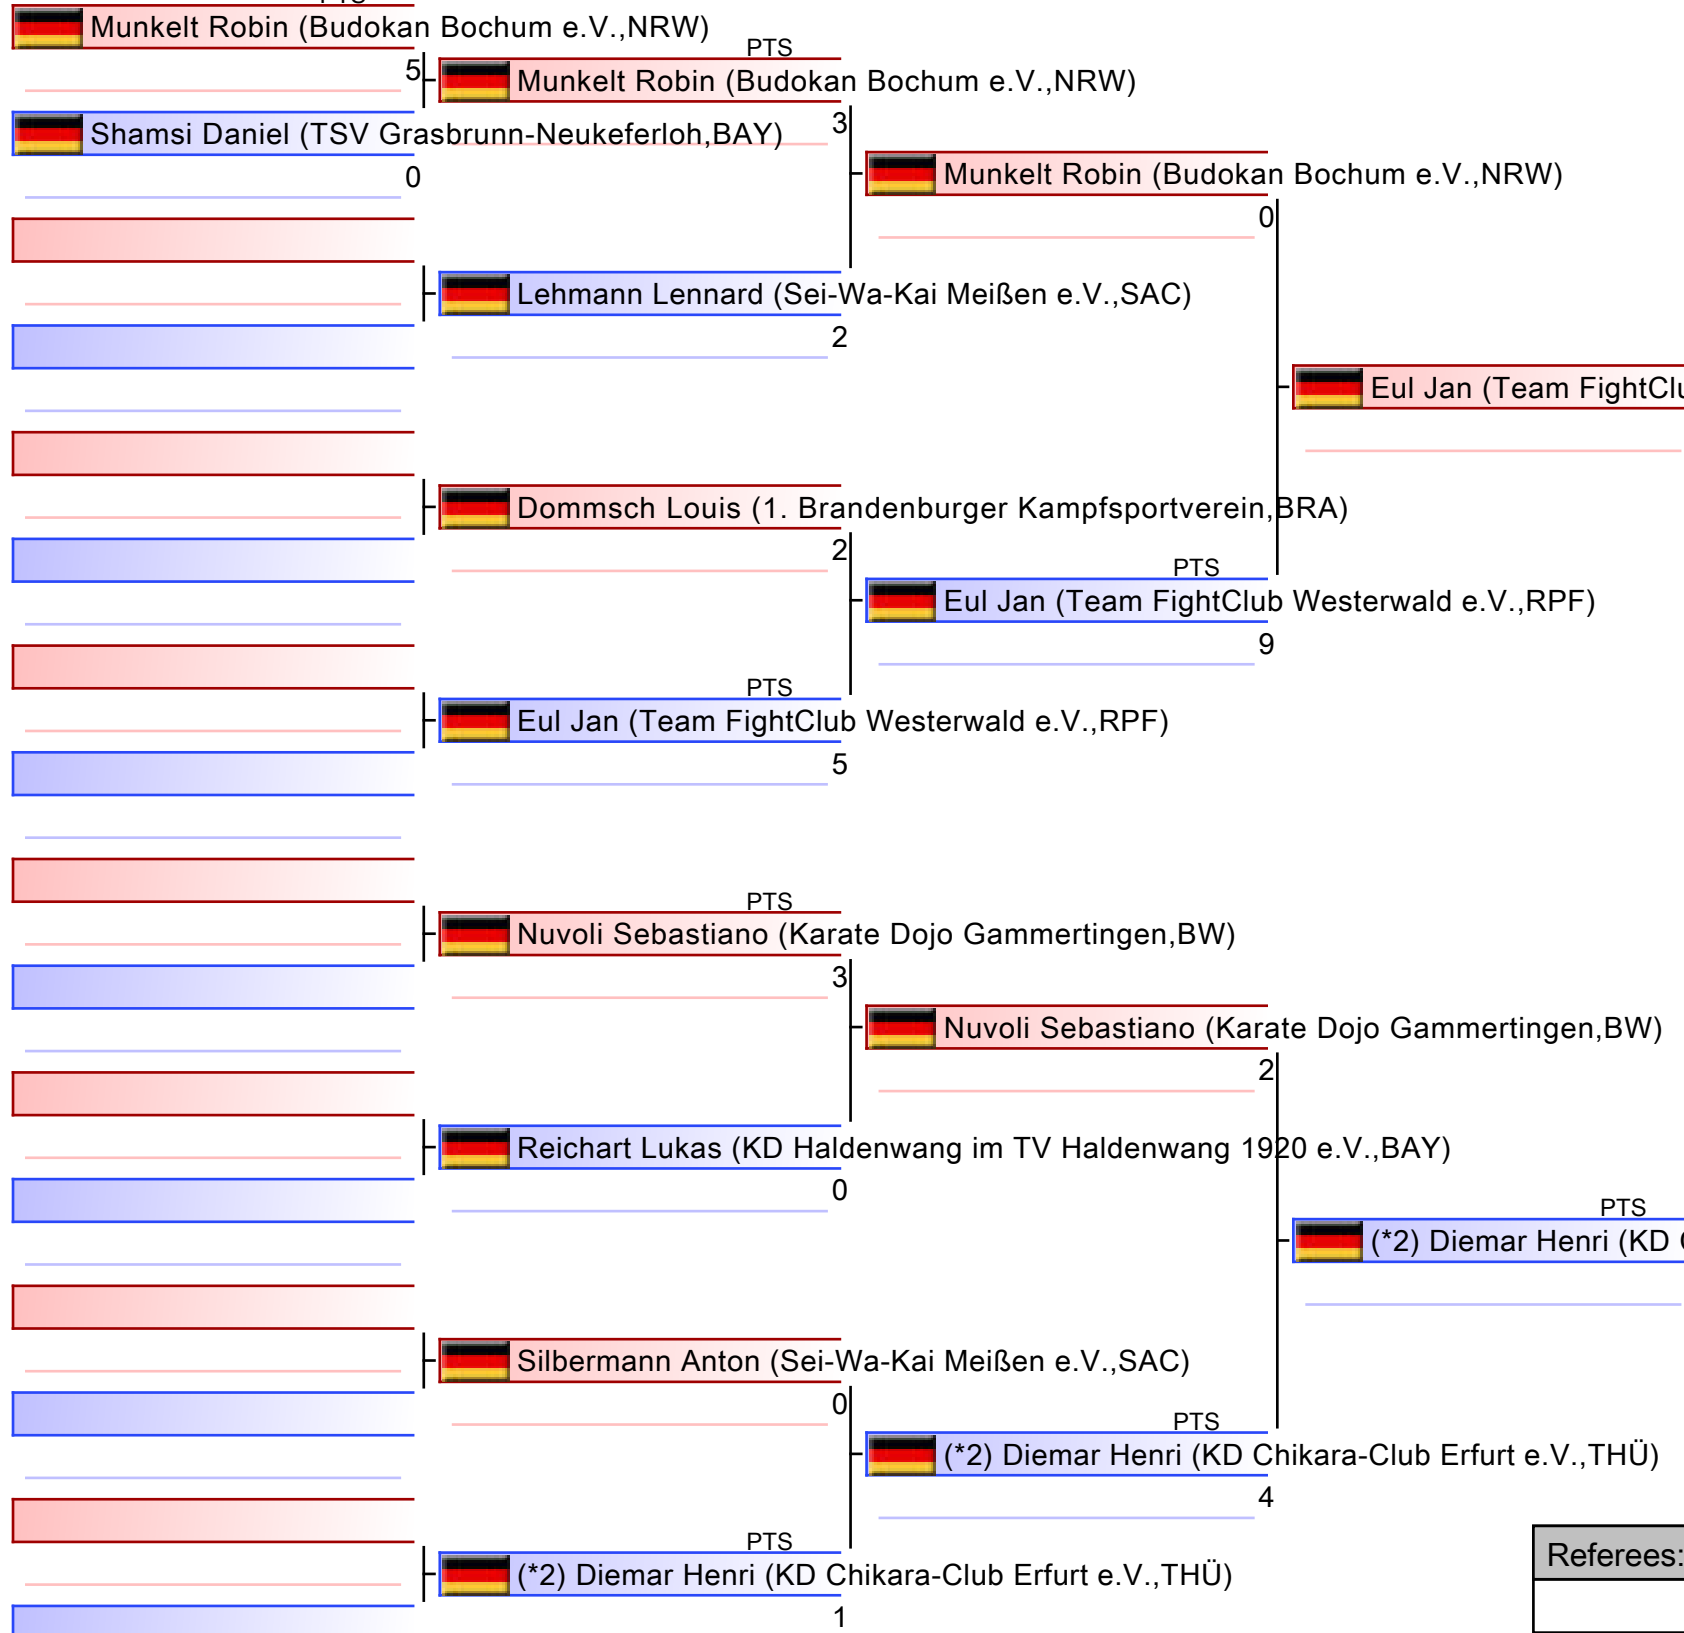 Munkelt Robin (Budokan Bochum e.V.,NRW)
5
Shamsi Daniel (TSV Grasbrunn-Neukeferloh,BAY)
0
PTS
Munkelt Robin (Budokan Bochum e.V.,NRW)
3
Lehmann Lennard (Sei-Wa-Kai Meißen e.V.,SAC)
2
Dommsch Louis (1. Brandenburger Kampfsportverein,BRA)
2
PTS
Eul Jan (Team FightClub Westerwald e.V.,RPF)
5
PTS
Nuvoli Sebastiano (Karate Dojo Gammertingen,BW)
3
Reichart Lukas (KD Haldenwang im TV Haldenwang 1920 e.V.,BAY)
0
Silbermann Anton (Sei-Wa-Kai Meißen e.V.,SAC)
0
PTS
(*2) Diemar Henri (KD Chikara-Club Erfurt e.V.,THÜ)
1
Munkelt Robin (Budokan Bochum e.V.,NRW)
0
PTS
Eul Jan (Team FightClub Westerwald e.V.,RPF)
9
Nuvoli Sebastiano (Karate Dojo Gammertingen,BW)
2
PTS
(*2) Diemar Henri (KD Chikara-Club Erfurt e.V.,THÜ)
4
Eul Jan (Team FightClu
PTS
(*2) Diemar Henri (KD
Referees: